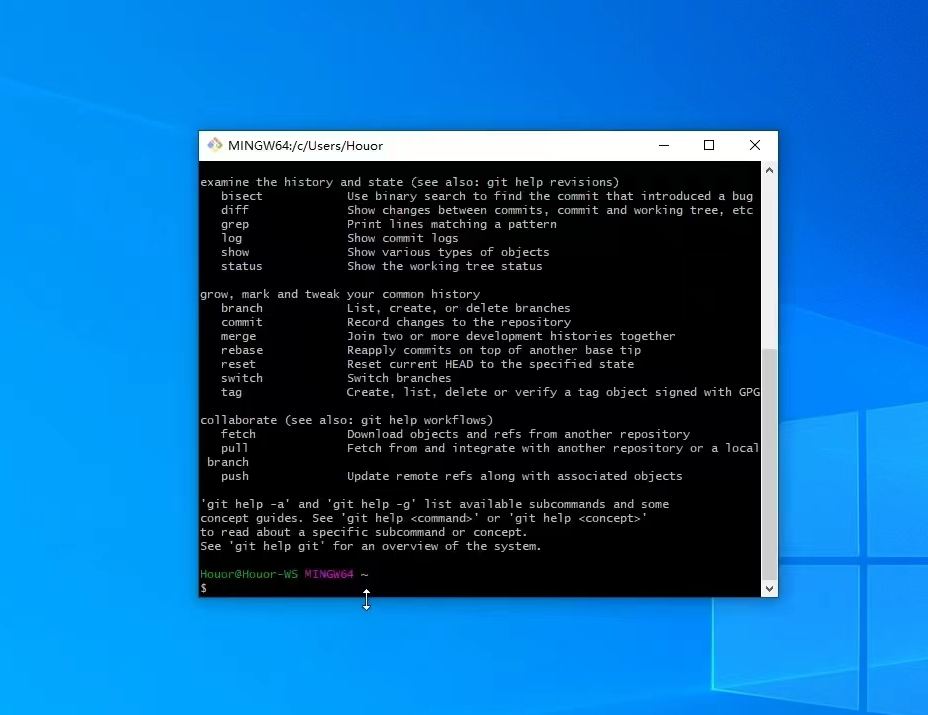 MINGW64:/c/Users/Houor
examine the history and state (see also: git help revisions)
bisect Use binary search to find the commit that introduced a bug
diff Show changes between commits, commit and working tree, etc
grep Print lines matching a pattern
log Show commit logs
show Show various types of objects
status Show the working tree status
grow, mark and tweak your common history
branch List, create, or delete branches
commit Record changes to the repository
merge Join two or more development histories together
rebase Reapply commits on top of another base tip
reset Reset current HEAD to the specified state
switch Switch branches
tag Create, list, delete or verify a tag object signed with GPG
collaborate (see also: git help workflows)
fetch Download objects and refs from another repository
pull Fetch from and integrate with another repository or a local
branch
push Update remote refs along with associated objects
'git help -a' and 'git help -g' list available subcommands and some
concept guides. See 'git help <command>' or 'git help <concept>'
to read about a specific subcommand or concept.
See 'git help git' for an overview of the system.
Houor@Houor-WS MINGW64 ~
$